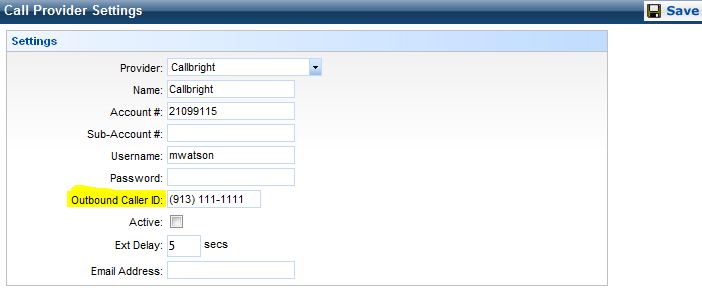 Call Provider Settings
Save
Settings
Provider: Callbright
Name: Callbright
Account #: 21099115
Sub-Account #:
Username: mwatson
Password:
Outbound Caller ID: (913) 111-1111
Active:
Ext Delay: 5 secs
Email Address: